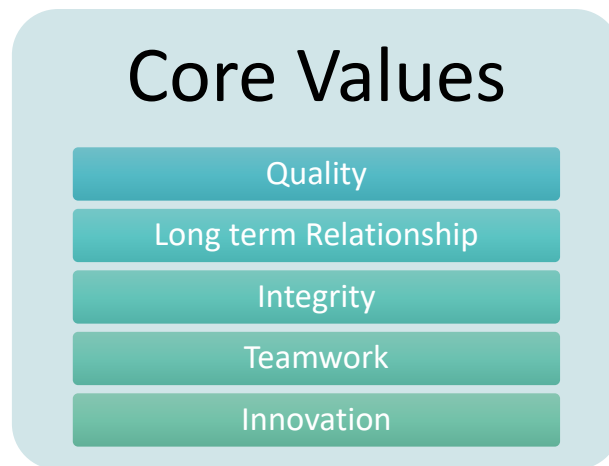 Core Values
Quality
Long term Relationship
Integrity
Teamwork
Innovation